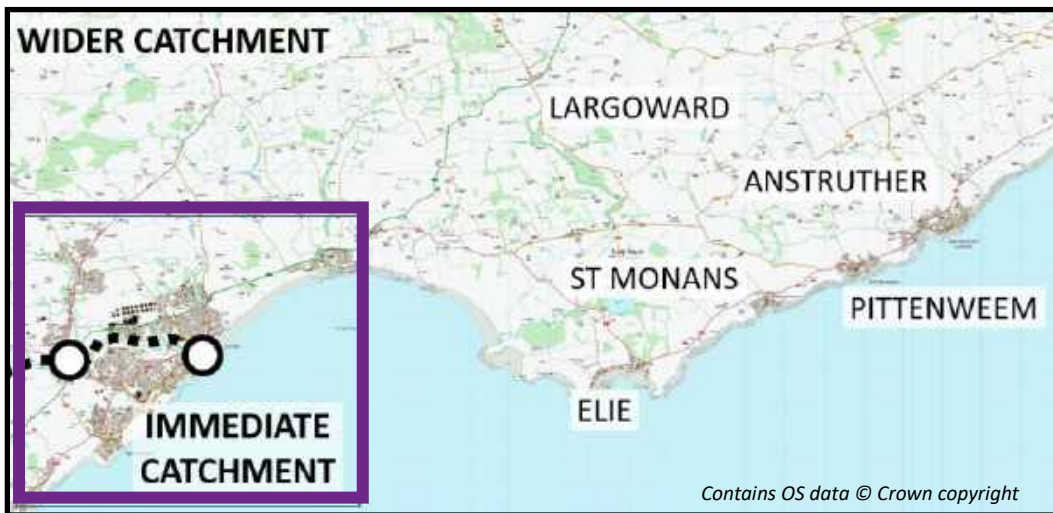 WIDER CATCHMENT
LARGOWARD
ANSTRUTHER
ST MONANS
PITTENWEEM
ELIE
IMMEDIATE
CATCHMENT
Contains OS data © Crown copyright